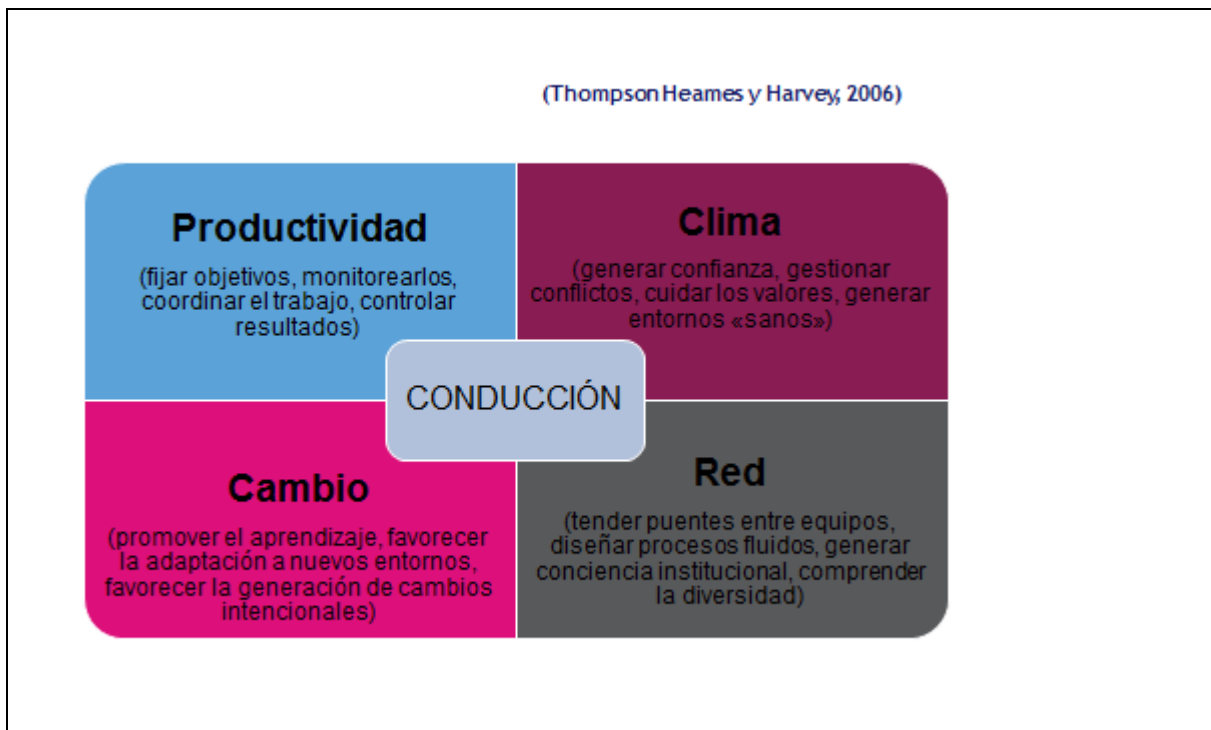 (Thompson Heames y Harvey, 2006)
Productividad
(fijar objetivos, monitorearlos,
coordinar el trabajo, controlar
resultados)
Clima
(generar confianza, gestionar
conflictos, cuidar los valores, generar
entornos «sanos»)
CONDUCCIÓN
Cambio
(promover el aprendizaje, favorecer
la adaptación a nuevos entornos,
favorecer la generación de cambios
intencionales)
Red
(tender puentes entre equipos,
diseñar procesos fluidos, generar
conciencia institucional, comprender
la diversidad)